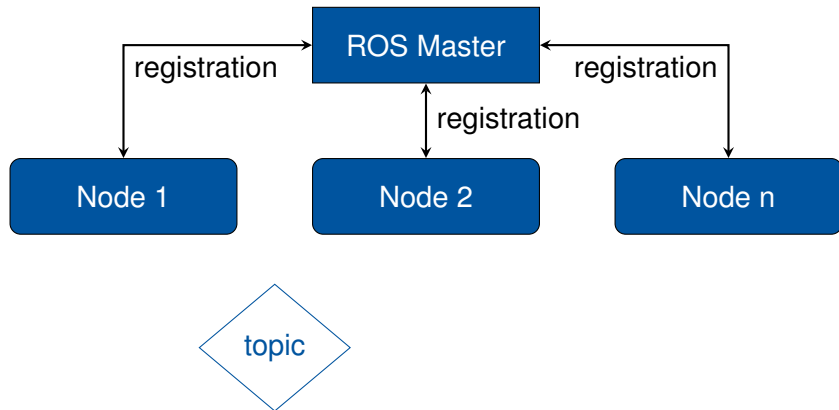 ROS Master
registration
registration
registration
Node 1
Node 2
Node n
topic